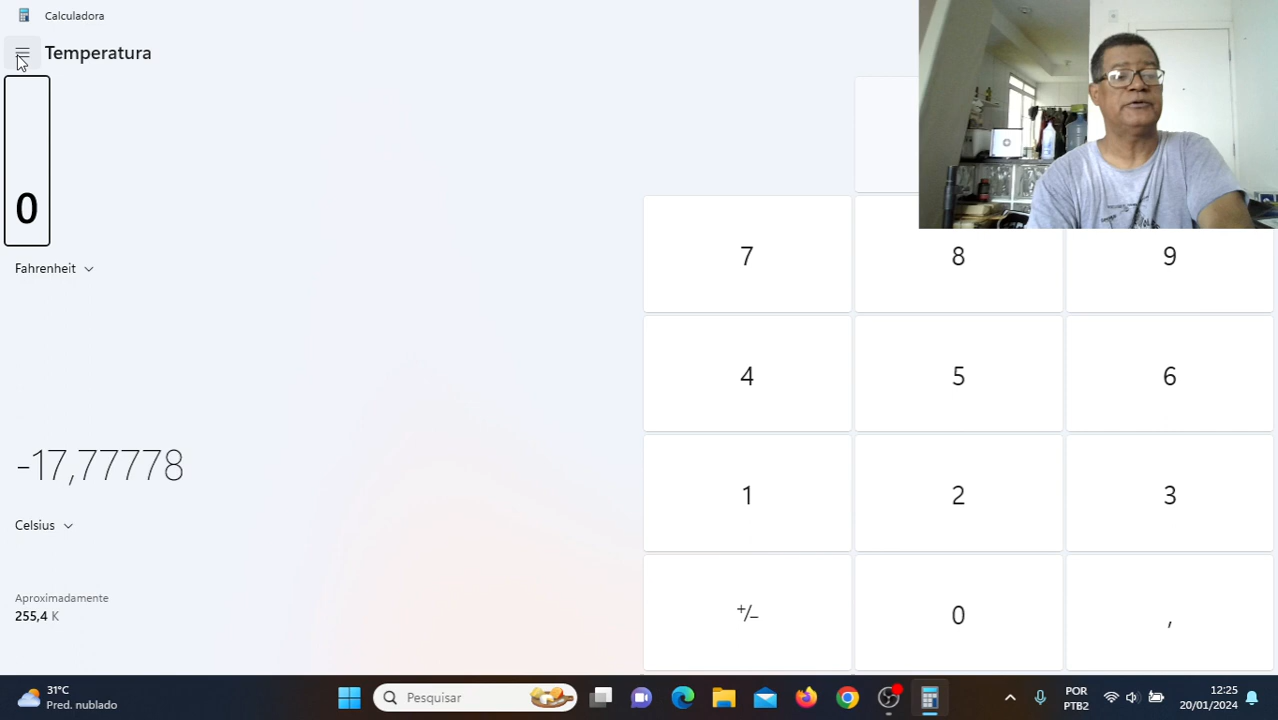 Calculadora
Temperatura
0
Fahrenheit
-17,77778
Celsius
Aproximadamente
255,4 K
7 8 9
4 5 6
1 2 3
+/− 0 ,
31°C
Pred. nublado
Pesquisar
POR
PTB2
12:25
20/01/2024